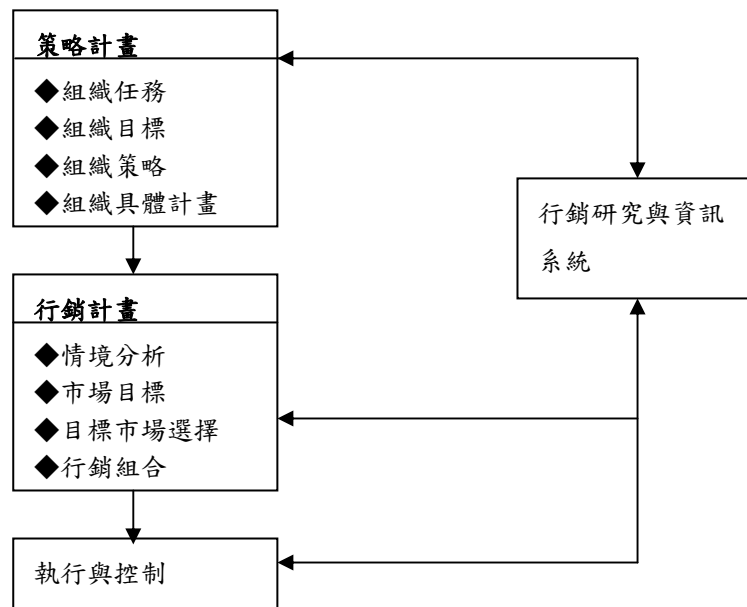 策略計畫
◆組織任務
◆組織目標
◆組織策略
◆組織具體計畫
行銷研究與資訊
系統
行銷計畫
◆情境分析
◆市場目標
◆目標市場選擇
◆行銷組合
執行與控制